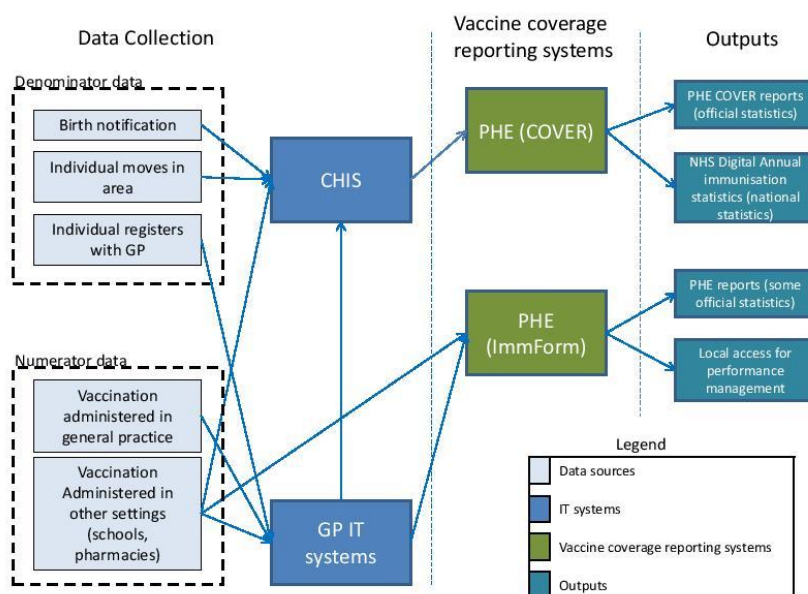 Data Collection
Vaccine coverage
reporting systems
Outputs
Denominator data
Birth notification
Individual moves in
area
Individual registers
with GP
CHIS
PHE (COVER)
PHE COVER reports
(official statistics)
NHS Digital Annual
immunisation
statistics (national
statistics)
Numerator data
Vaccination
administered in
general practice
Vaccination
Administered in
other settings
(schools,
pharmacies)
GP IT
systems
PHE
(ImmForm)
PHE reports (some
official statistics)
Local access for
performance
management
Legend
Data sources
IT systems
Vaccine coverage reporting systems
Outputs